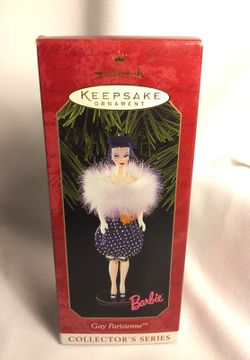 Hallmark
KEEPSAKE
ORNAMENT
Barbie
Gay Parisienne™
COLLECTOR'S SERIES